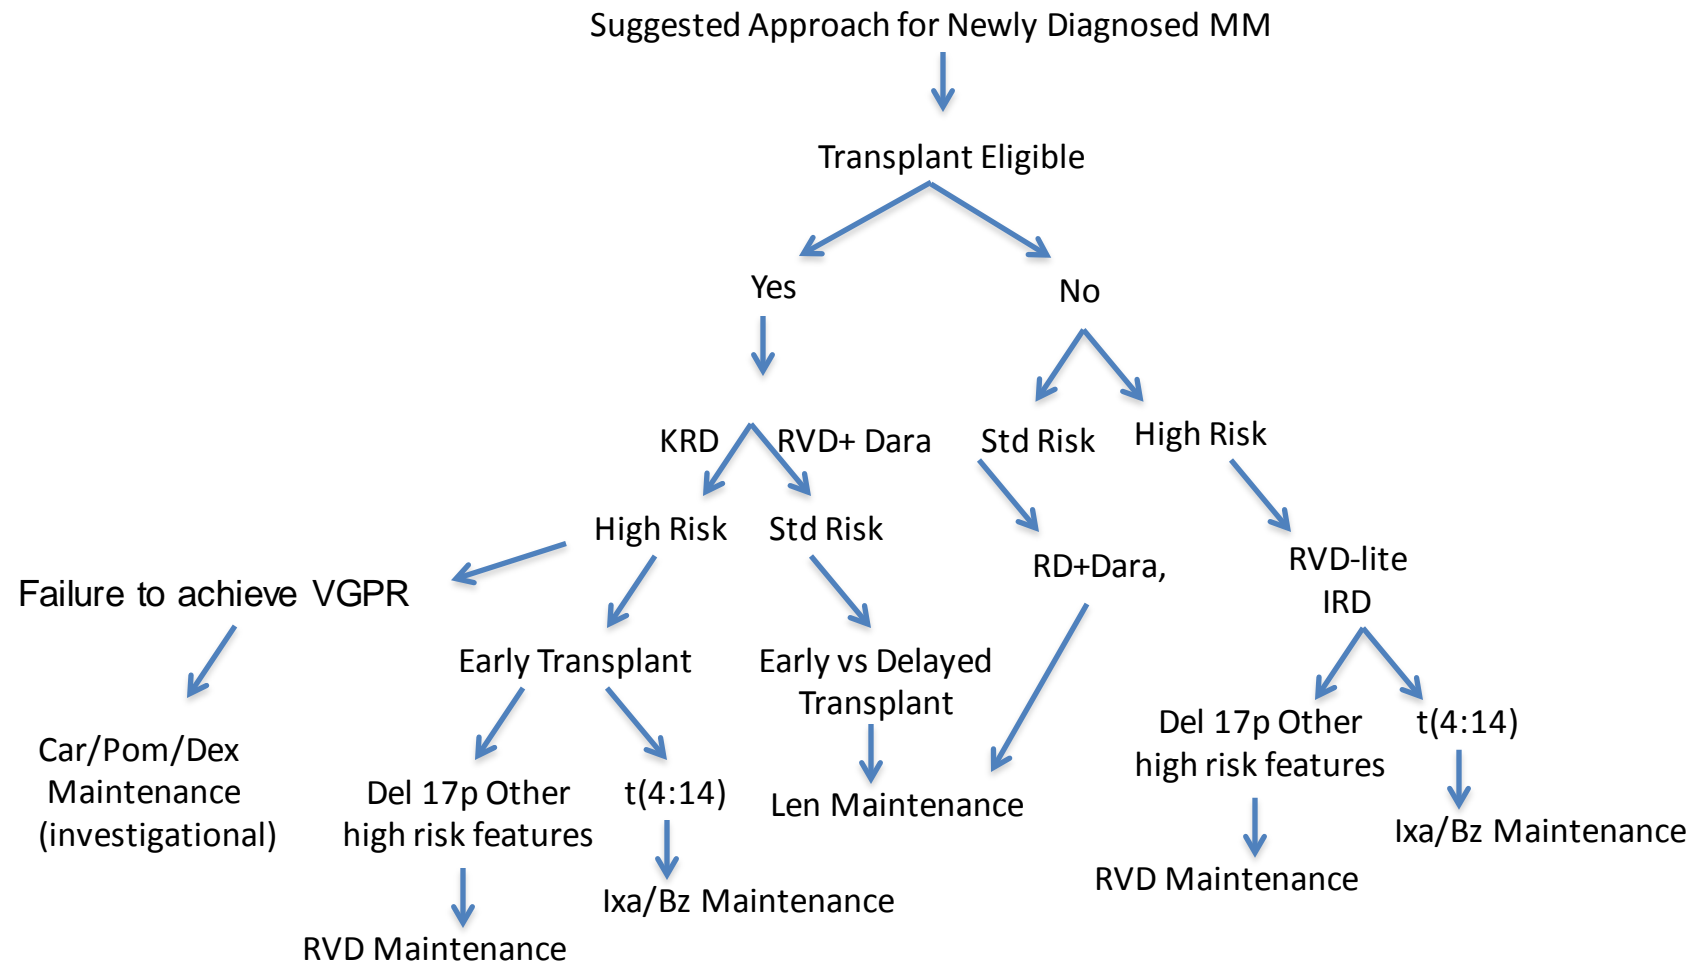 Suggested Approach for Newly Diagnosed MM
Transplant Eligible
Yes
No
KRD
RVD+ Dara
Std Risk
High Risk
High Risk
Std Risk
RD+Dara,
RVD-lite
IRD
Failure to achieve VGPR
Early Transplant
Early vs Delayed
Transplant
Del 17p Other
high risk features
t(4:14)
Car/Pom/Dex
Maintenance
(investigational)
Del 17p Other
high risk features
t(4:14)
Len Maintenance
Ixa/Bz Maintenance
RVD Maintenance
Ixa/Bz Maintenance
RVD Maintenance